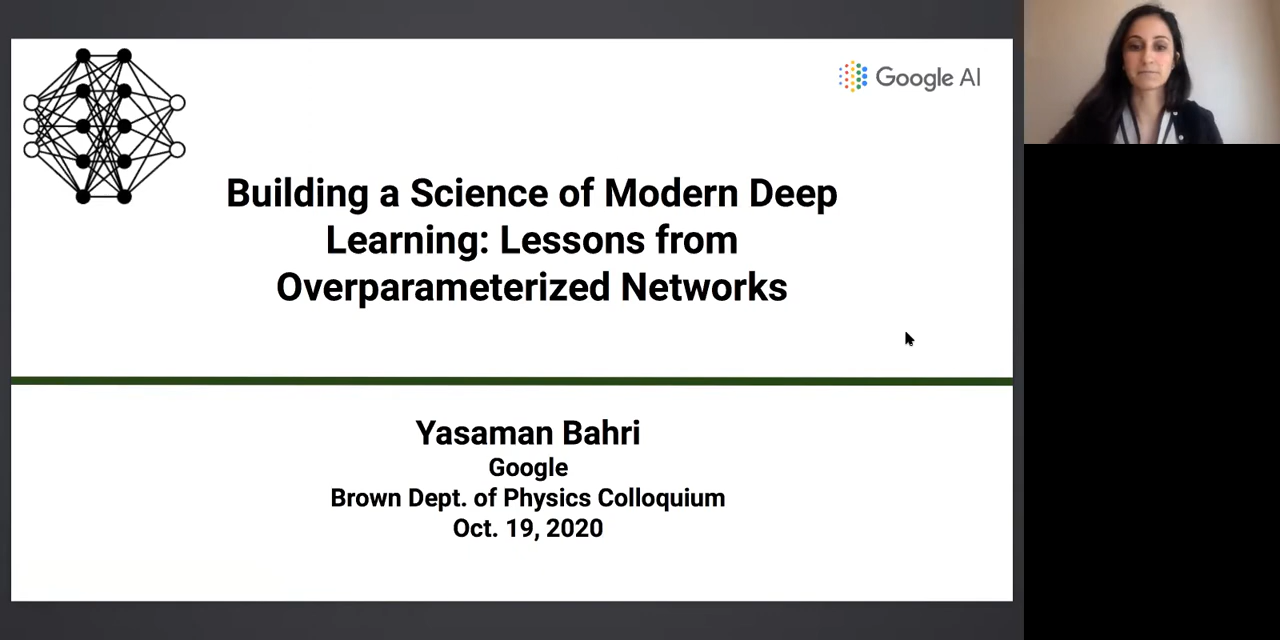 Google AI
Building a Science of Modern Deep
Learning: Lessons from
Overparameterized Networks
Yasaman Bahri
Google
Brown Dept. of Physics Colloquium
Oct. 19, 2020